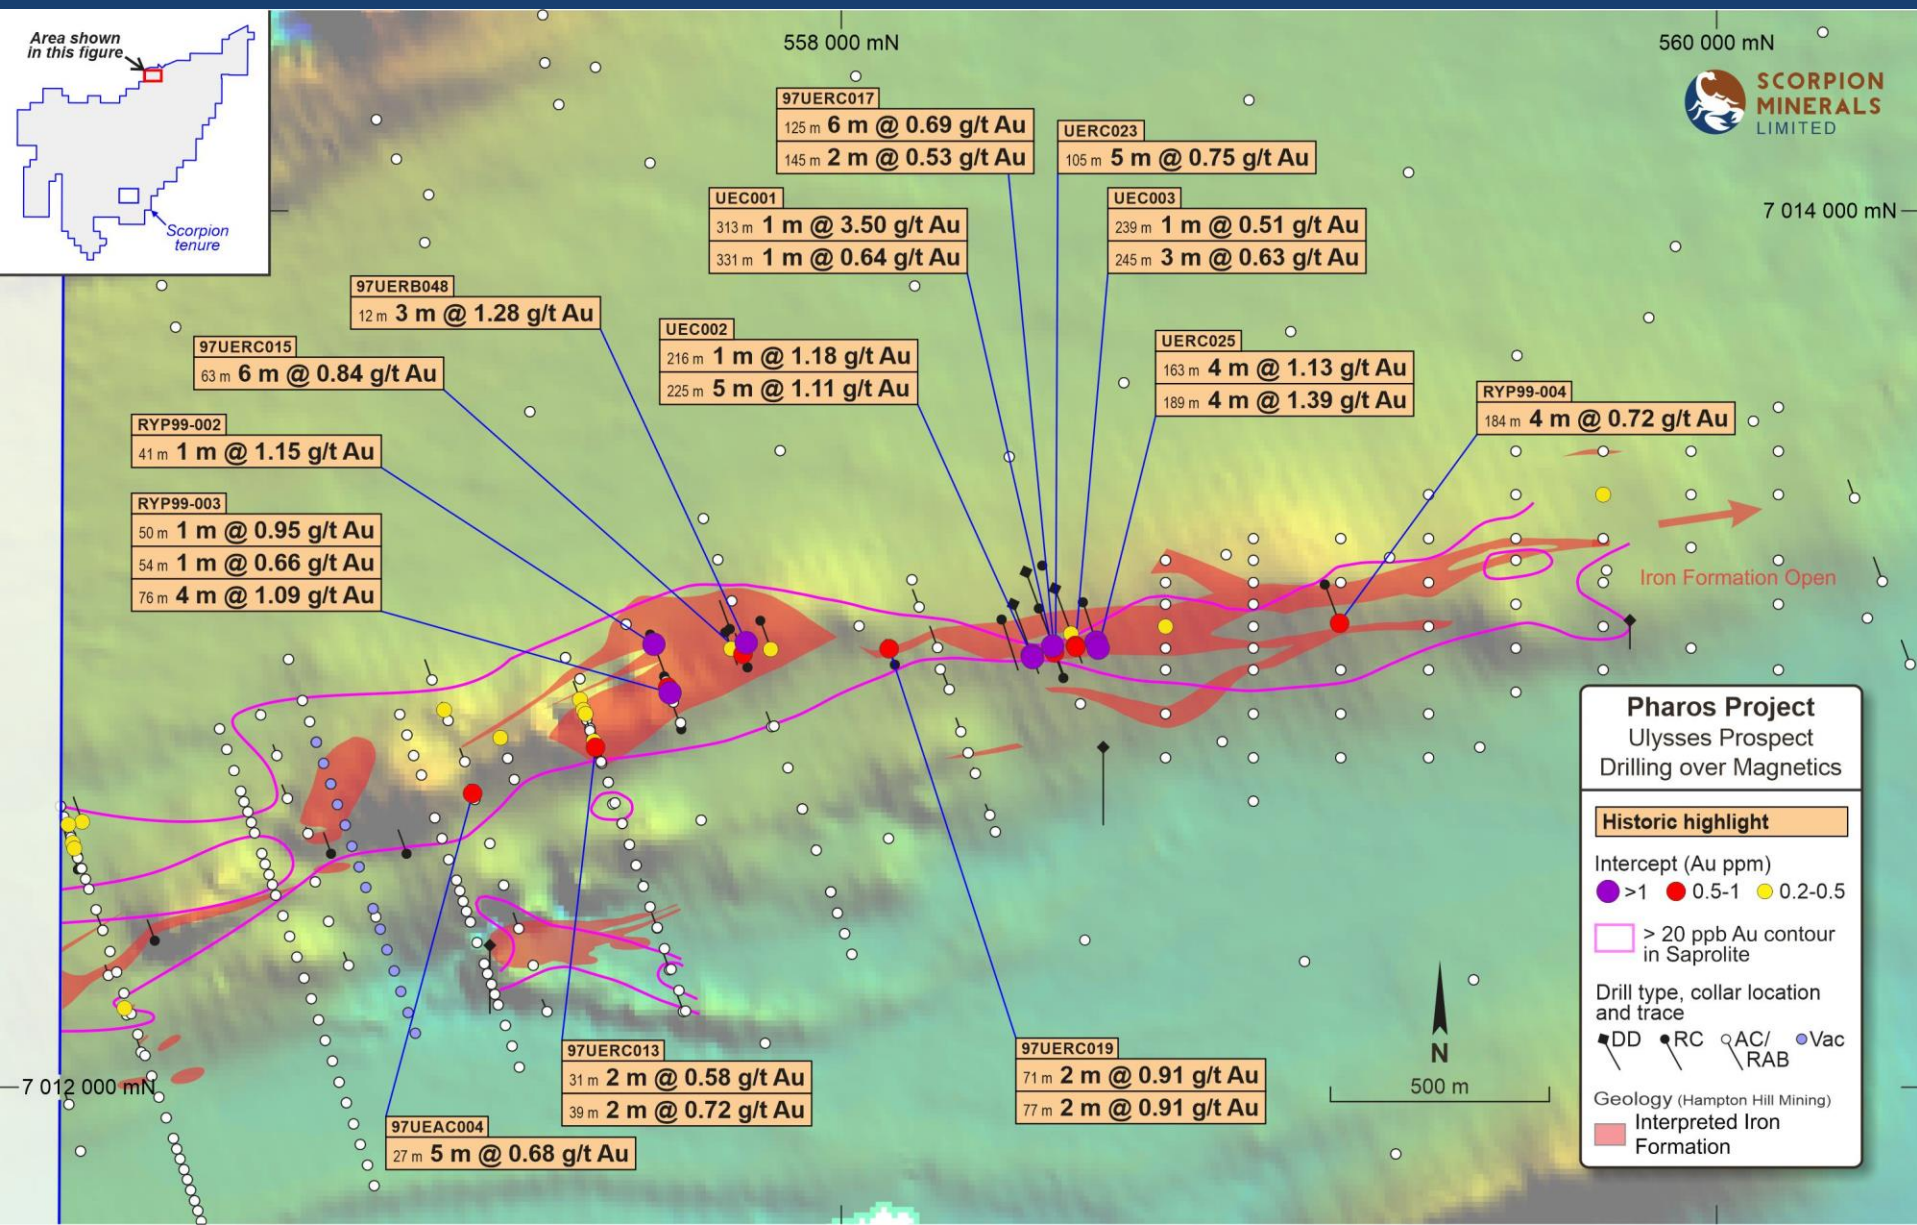 Area shown
in this figure
Scorpion
tenure
558 000 mN
560 000 mN
SCORPION
MINERALS
LIMITED
7 014 000 mN
97UERC017
125 m 6 m @ 0.69 g/t Au
145 m 2 m @ 0.53 g/t Au
UERC023
105 m 5 m @ 0.75 g/t Au
UEC001
313 m 1 m @ 3.50 g/t Au
331 m 1 m @ 0.64 g/t Au
UEC003
239 m 1 m @ 0.51 g/t Au
245 m 3 m @ 0.63 g/t Au
97UERB048
12 m 3 m @ 1.28 g/t Au
UEC002
216 m 1 m @ 1.18 g/t Au
225 m 5 m @ 1.11 g/t Au
97UERC015
63 m 6 m @ 0.84 g/t Au
UERC025
163 m 4 m @ 1.13 g/t Au
189 m 4 m @ 1.39 g/t Au
RYP99-004
184 m 4 m @ 0.72 g/t Au
RYP99-002
41 m 1 m @ 1.15 g/t Au
RYP99-003
50 m 1 m @ 0.95 g/t Au
54 m 1 m @ 0.66 g/t Au
76 m 4 m @ 1.09 g/t Au
Iron Formation Open
97UERC013
31 m 2 m @ 0.58 g/t Au
39 m 2 m @ 0.72 g/t Au
97UERC019
71 m 2 m @ 0.91 g/t Au
77 m 2 m @ 0.91 g/t Au
97UEAC004
27 m 5 m @ 0.68 g/t Au
7 012 000 mN
N
500 m
Pharos Project
Ulysses Prospect
Drilling over Magnetics
Historic highlight
Intercept (Au ppm)
>1 0.5-1 0.2-0.5
> 20 ppb Au contour
in Saprolite
Drill type, collar location
and trace
DD RC AC/ Vac
RAB
Geology (Hampton Hill Mining)
Interpreted Iron
Formation